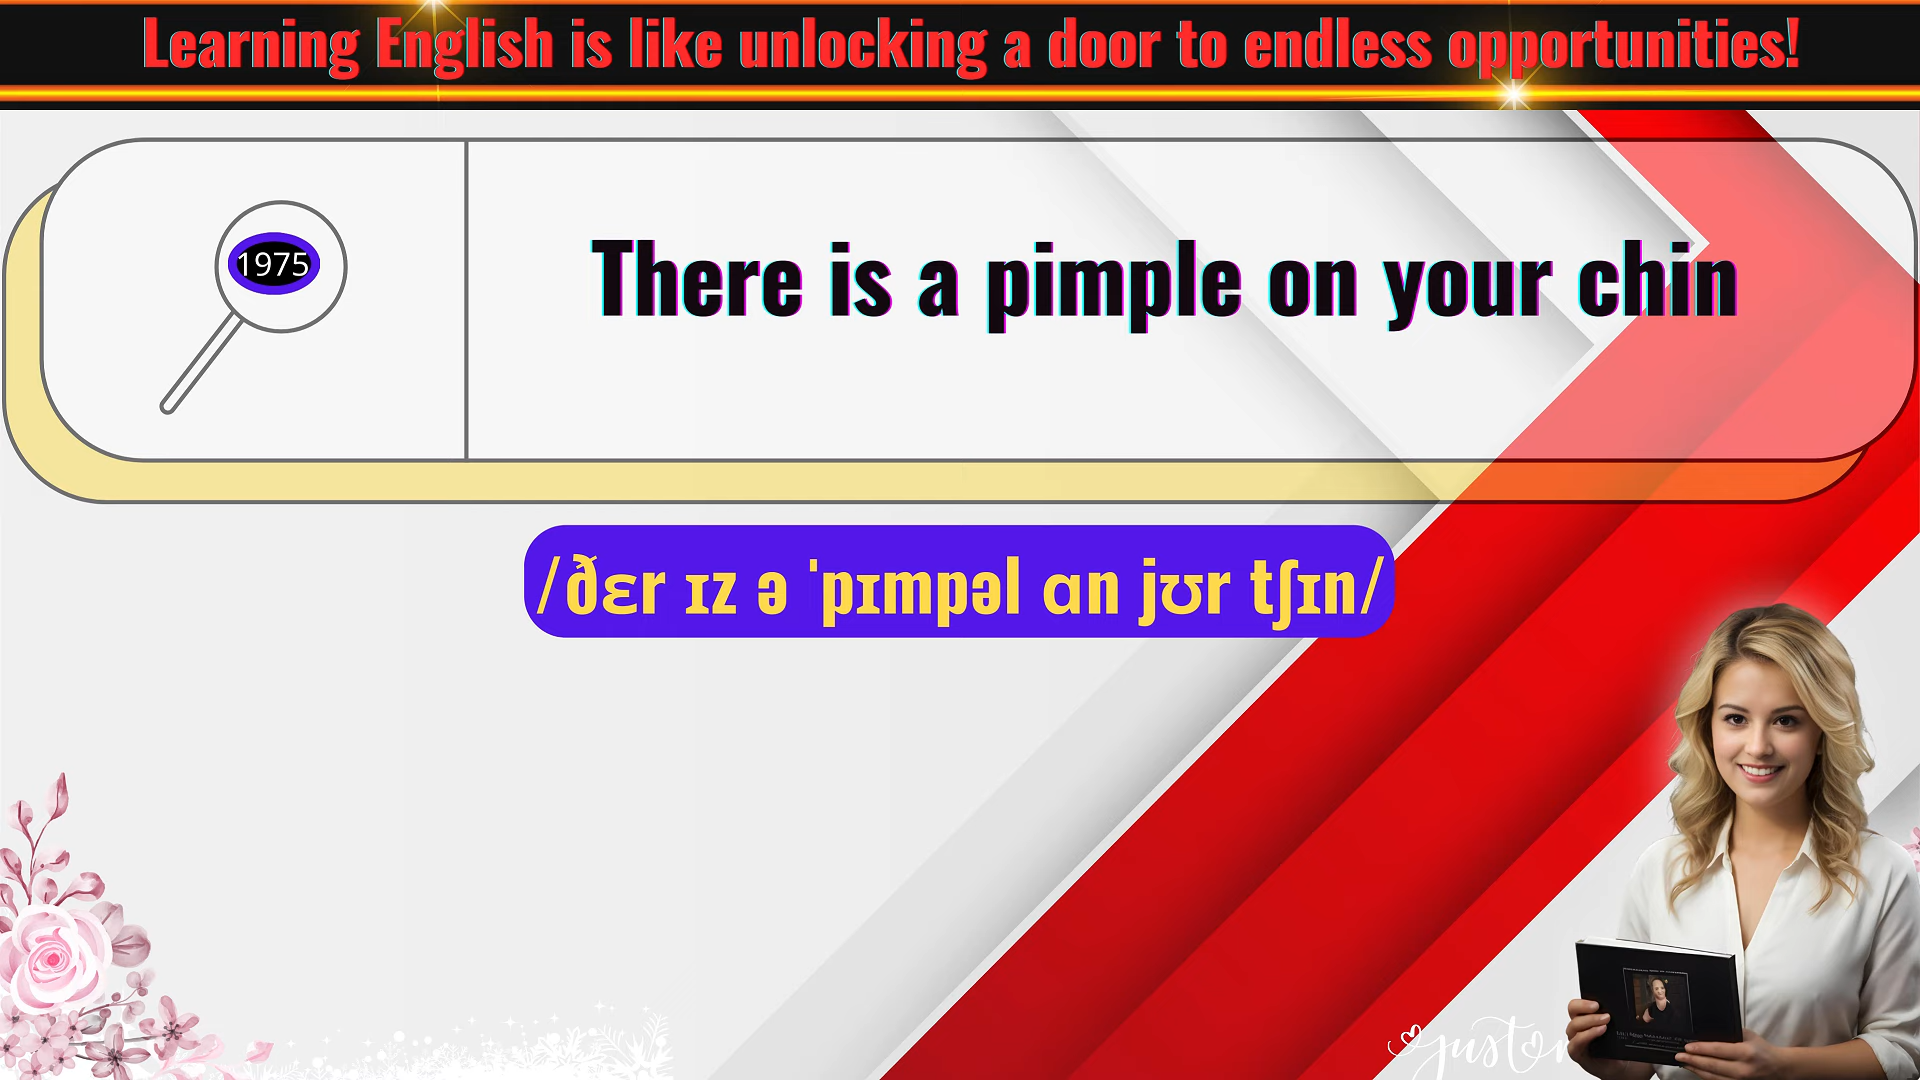 Learning English is like unlocking a door to endless opportunities!
1975
There is a pimple on your chin
/ðɛr ɪz ə ˈpɪmpəl ɑn jʊr tʃɪn/